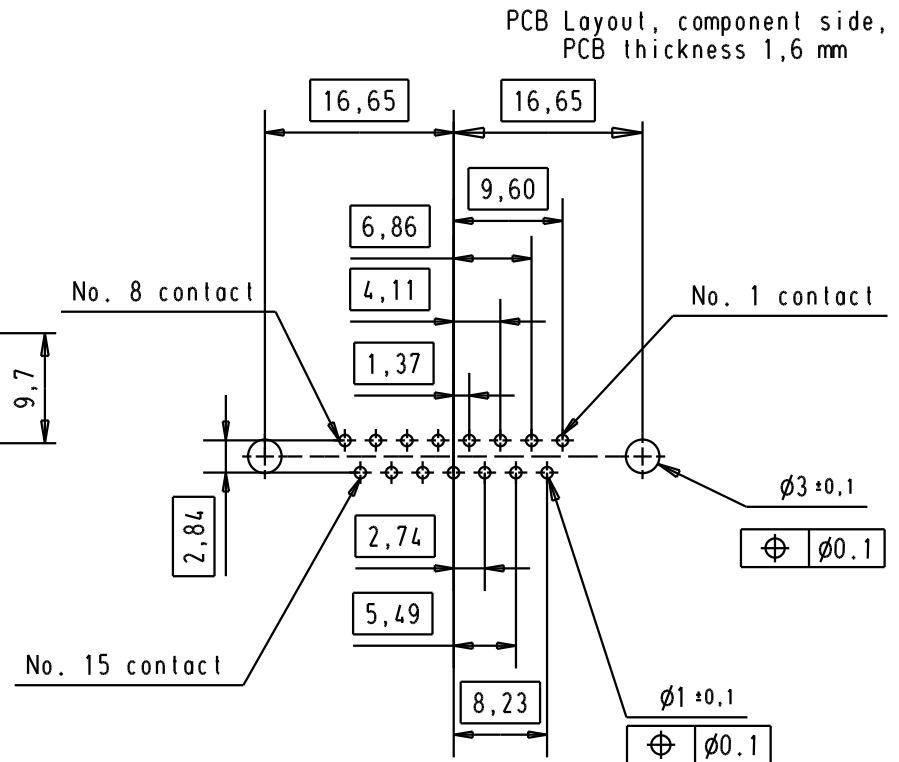 PCB Layout, component side,
PCB thickness 1,6 mm
16,65
16,65
9,60
6,86
No. 8 contact
4,11
No. 1 contact
1,37
9,7
2,84
2,74
Ø3 ±0,1
⌖ Ø0.1
5,49
No. 15 contact
8,23
Ø1 ±0,1
⌖ Ø0.1